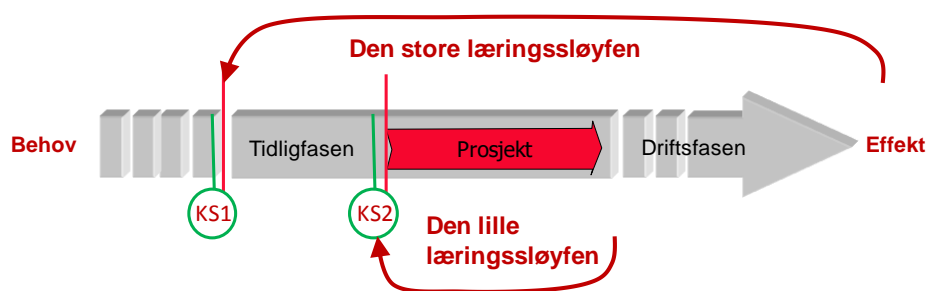 Den store læringssløyfen
Behov
Tidligfasen
Prosjekt
Driftsfasen
Effekt
KS1
KS2
Den lille
læringssløyfen